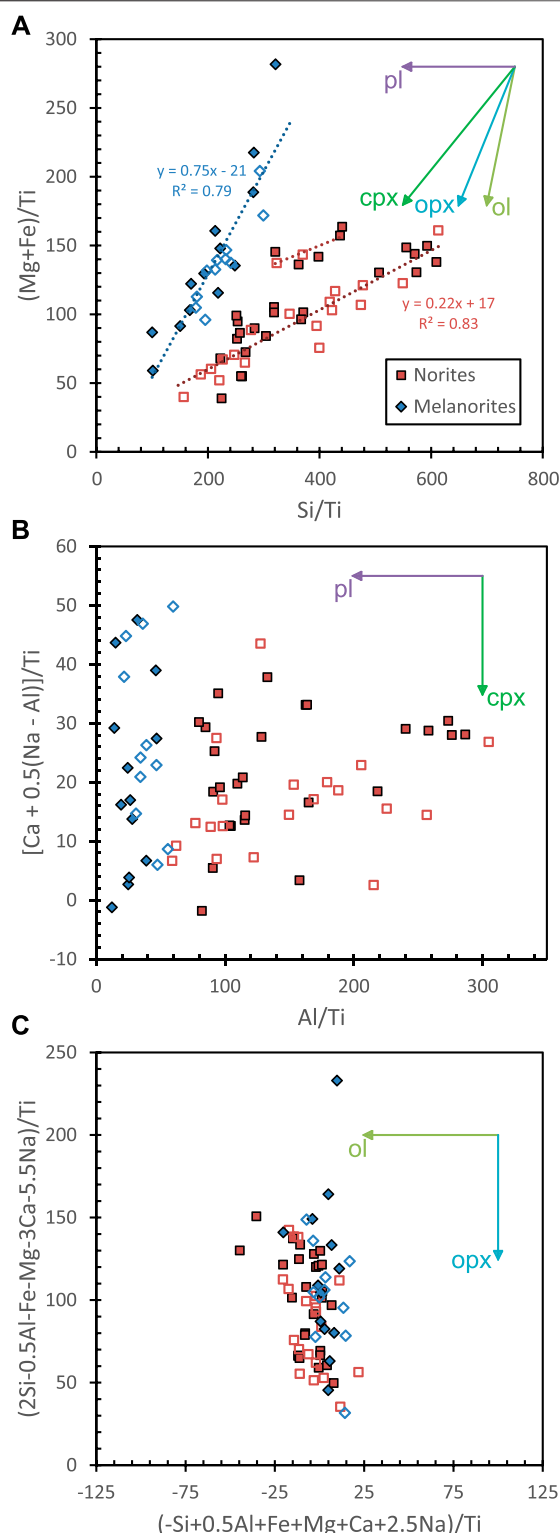 A
300
250
200
150
100
50
0
(Mg+Fe)/Ti
y = 0.75x - 21
R² = 0.79
pl
cpx
opx
ol
y = 0.22x + 17
R² = 0.83
Norites
Melanorites
0 200 400 600 800
Si/Ti
B
60
50
40
30
20
10
0
-10
[Ca + 0.5(Na - Al)]/Ti
pl
cpx
0 100 200 300
Al/Ti
C
250
200
150
100
50
0
(2Si-0.5Al-Fe-Mg-3Ca-5.5Na)/Ti
ol
opx
-125 -75 -25 25 75 125
(-Si+0.5Al+Fe+Mg+Ca+2.5Na)/Ti